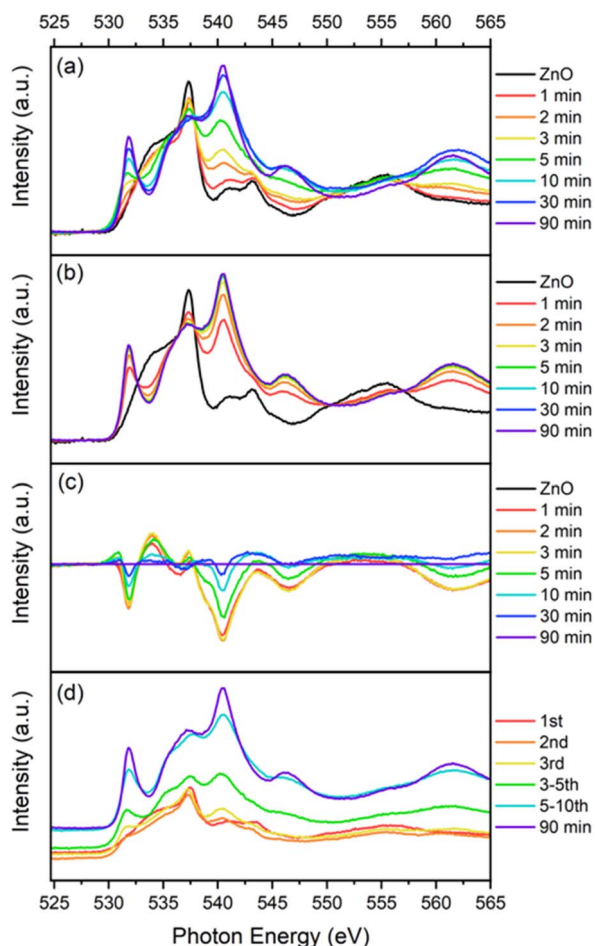 525 530 535 540 545 550 555 560 565
(a)
Intensity (a.u.)
ZnO
1 min
2 min
3 min
5 min
10 min
30 min
90 min
(b)
Intensity (a.u.)
ZnO
1 min
2 min
3 min
5 min
10 min
30 min
90 min
(c)
Intensity (a.u.)
ZnO
1 min
2 min
3 min
5 min
10 min
30 min
90 min
(d)
Intensity (a.u.)
1st
2nd
3rd
3-5th
5-10th
90 min
525 530 535 540 545 550 555 560 565
Photon Energy (eV)